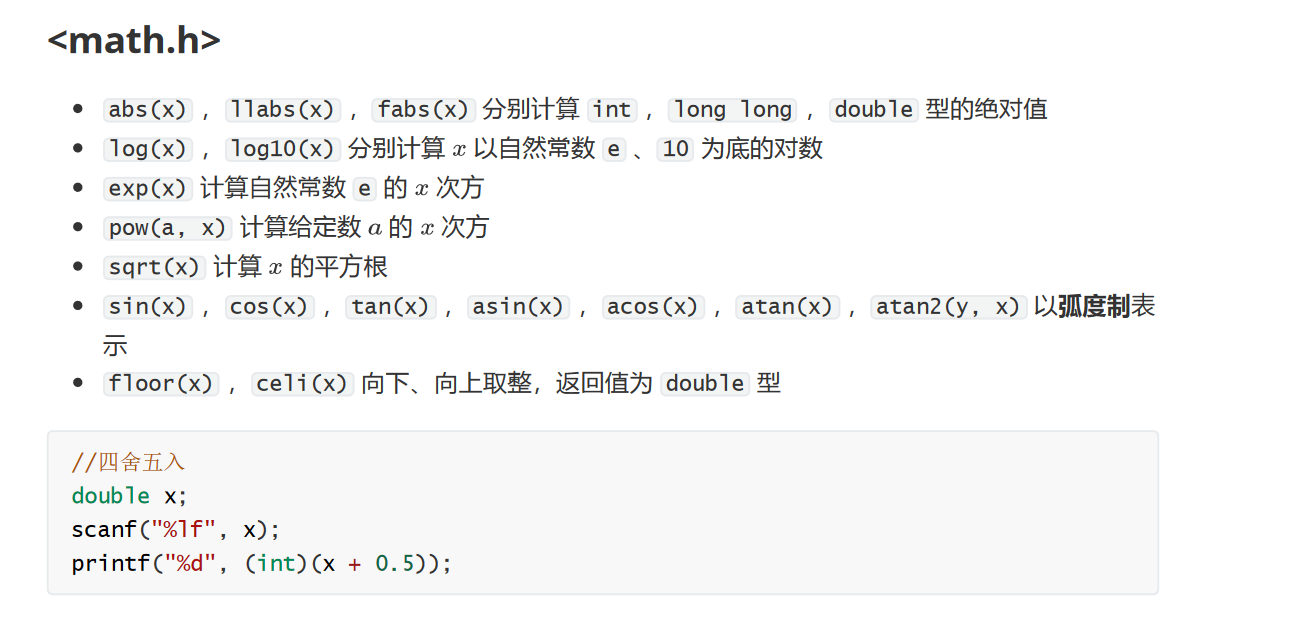 <math.h>
• abs(x) , llabs(x) , fabs(x) 分别计算 int , long long , double 型的绝对值
• log(x) , log10(x) 分别计算 x 以自然常数 e 、 10 为底的对数
• exp(x) 计算自然常数 e 的 x 次方
• pow(a, x) 计算给定数 a 的 x 次方
• sqrt(x) 计算 x 的平方根
• sin(x) , cos(x) , tan(x) , asin(x) , acos(x) , atan(x) , atan2(y, x) 以弧度制表
示
• floor(x) , celi(x) 向下、向上取整，返回值为 double 型
//四舍五入
double x;
scanf("%lf", x);
printf("%d", (int)(x + 0.5));